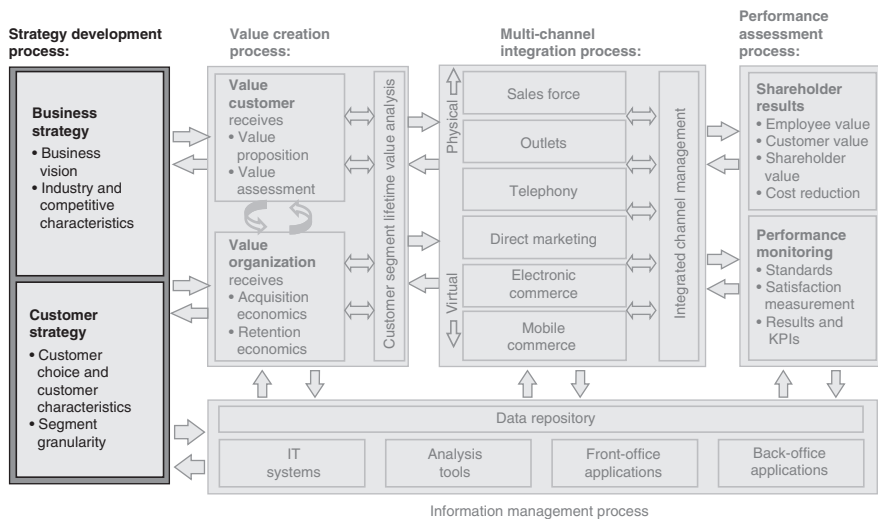 Strategy development
process:
Business
strategy
• Business
vision
• Industry and
competitive
characteristics
Customer
strategy
• Customer
choice and
customer
characteristics
• Segment
granularity
Value creation
process:
Value
customer
receives
• Value
proposition
• Value
assessment
Value
organization
receives
• Acquisition
economics
• Retention
economics
Customer segment lifetime value analysis
Multi-channel
integration process:
Physical
Virtual
Sales force
Outlets
Telephony
Direct marketing
Electronic
commerce
Mobile
commerce
Integrated channel management
Performance
assessment
process:
Shareholder
results
• Employee value
• Customer value
• Shareholder
value
• Cost reduction
Performance
monitoring
• Standards
• Satisfaction
measurement
• Results and
KPIs
Data repository
IT
systems
Analysis
tools
Front-office
applications
Back-office
applications
Information management process